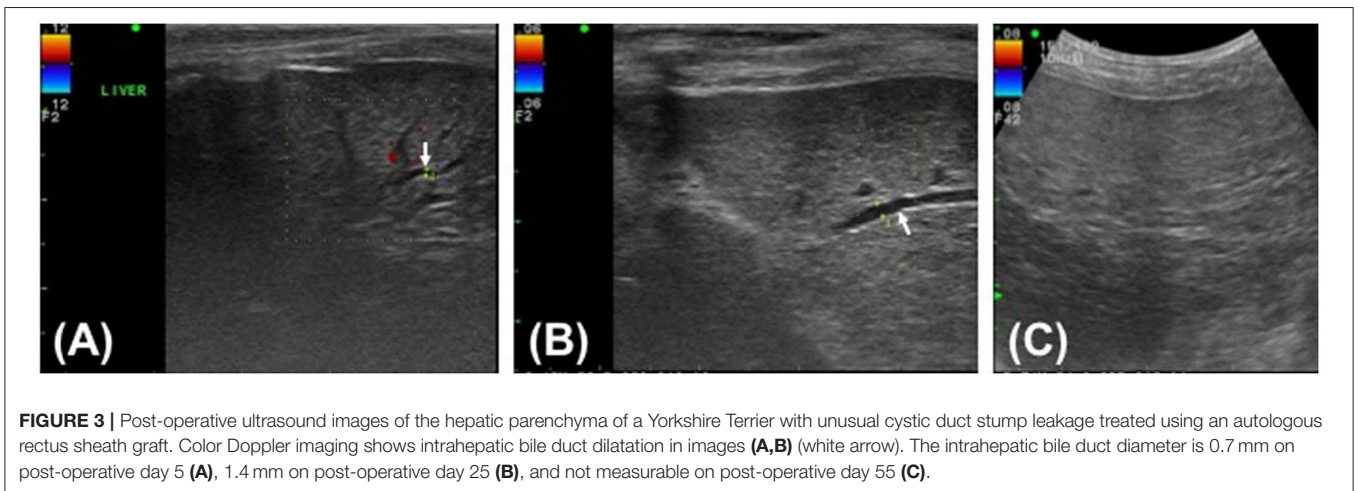 .12
.12
F2
LIVER
(A)
.06
.06
F2
(B)
.08
.08
(C)
FIGURE 3 | Post-operative ultrasound images of the hepatic parenchyma of a Yorkshire Terrier with unusual cystic duct stump leakage treated using an autologous
rectus sheath graft. Color Doppler imaging shows intrahepatic bile duct dilatation in images (A,B) (white arrow). The intrahepatic bile duct diameter is 0.7 mm on
post-operative day 5 (A), 1.4 mm on post-operative day 25 (B), and not measurable on post-operative day 55 (C).